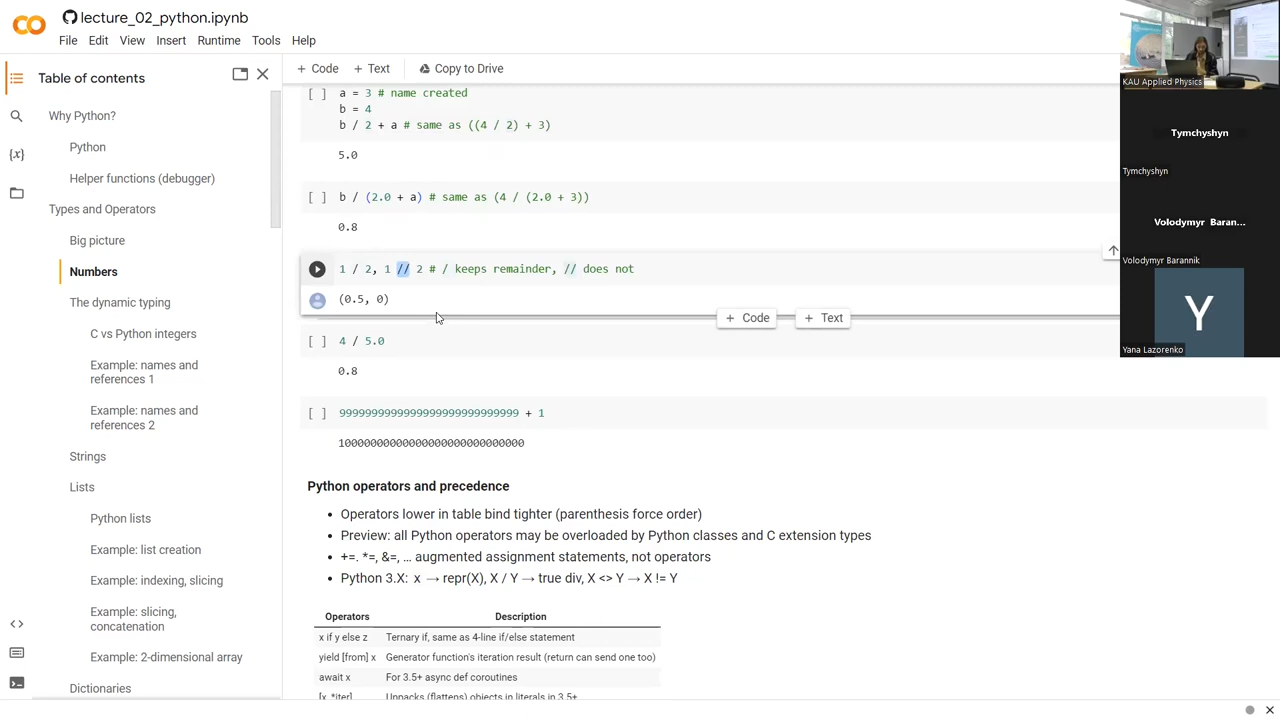 lecture_02_python.ipynb
File Edit View Insert Runtime Tools Help
Table of contents
Why Python?
Python
Helper functions (debugger)
Types and Operators
Big picture
Numbers
The dynamic typing
C vs Python integers
Example: names and
references 1
Example: names and
references 2
Strings
Lists
Python lists
Example: list creation
Example: indexing, slicing
Example: slicing,
concatenation
Example: 2-dimensional array
Dictionaries
+ Code + Text Copy to Drive
[ ] a = 3 # name created
b = 4
b / 2 + a # same as ((4 / 2) + 3)
5.0
[ ] b / (2.0 + a) # same as (4 / (2.0 + 3))
0.8
1 / 2, 1 // 2 # / keeps remainder, // does not
(0.5, 0)
+ Code + Text
[ ] 4 / 5.0
0.8
[ ] 9999999999999999999999999999 + 1
10000000000000000000000000000
Python operators and precedence
• Operators lower in table bind tighter (parenthesis force order)
• Preview: all Python operators may be overloaded by Python classes and C extension types
• +=. *=, &=, … augmented assignment statements, not operators
• Python 3.X: x → repr(X), X / Y → true div, X <> Y → X != Y
Operators Description
x if y else z Ternary if, same as 4-line if/else statement
yield [from] x Generator function's iteration result (return can send one too)
await x For 3.5+ async def coroutines
[x, *iter] Unpacks (flattens) objects in literals in 3.5+
KAU Applied Physics
Tymchyshyn
Tymchyshyn
Volodymyr Baran...
Volodymyr Barannik
Y
Yana Lazorenko